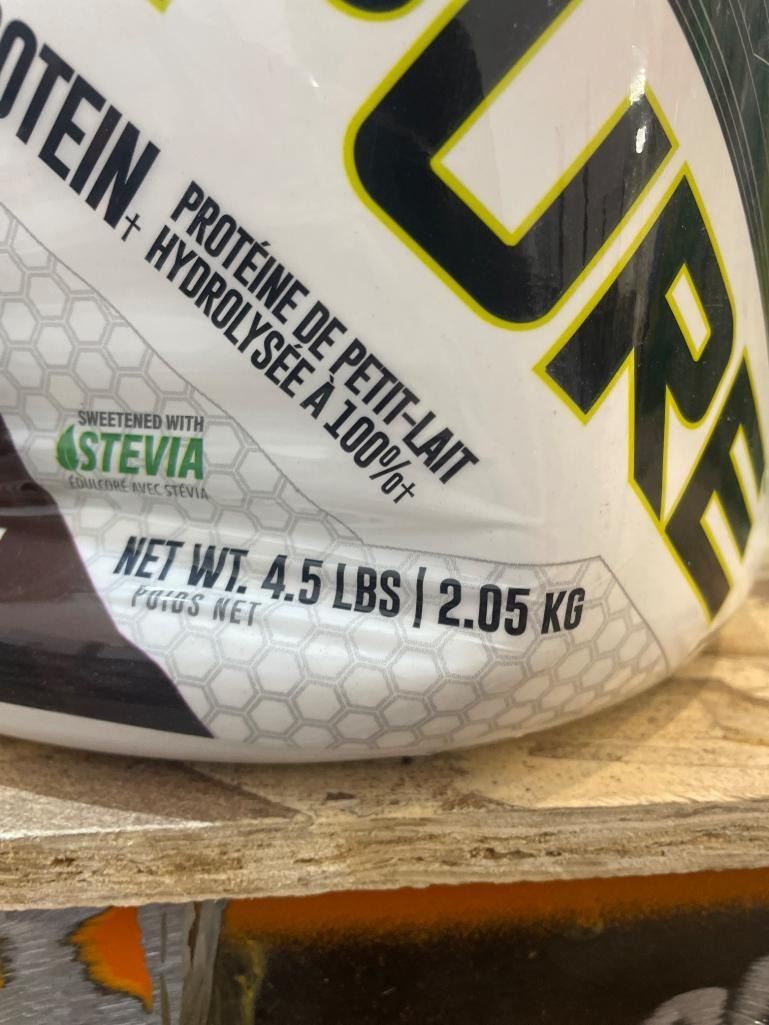 URE
OTEIN+
PROTÉINE DE PETIT-LAIT
HYDROLYSÉE À 100%+
SWEETENED WITH
STEVIA
ÉDULCORÉ AVEC STÉVIA
NET WT. 4.5 LBS | 2.05 KG
POIDS NET